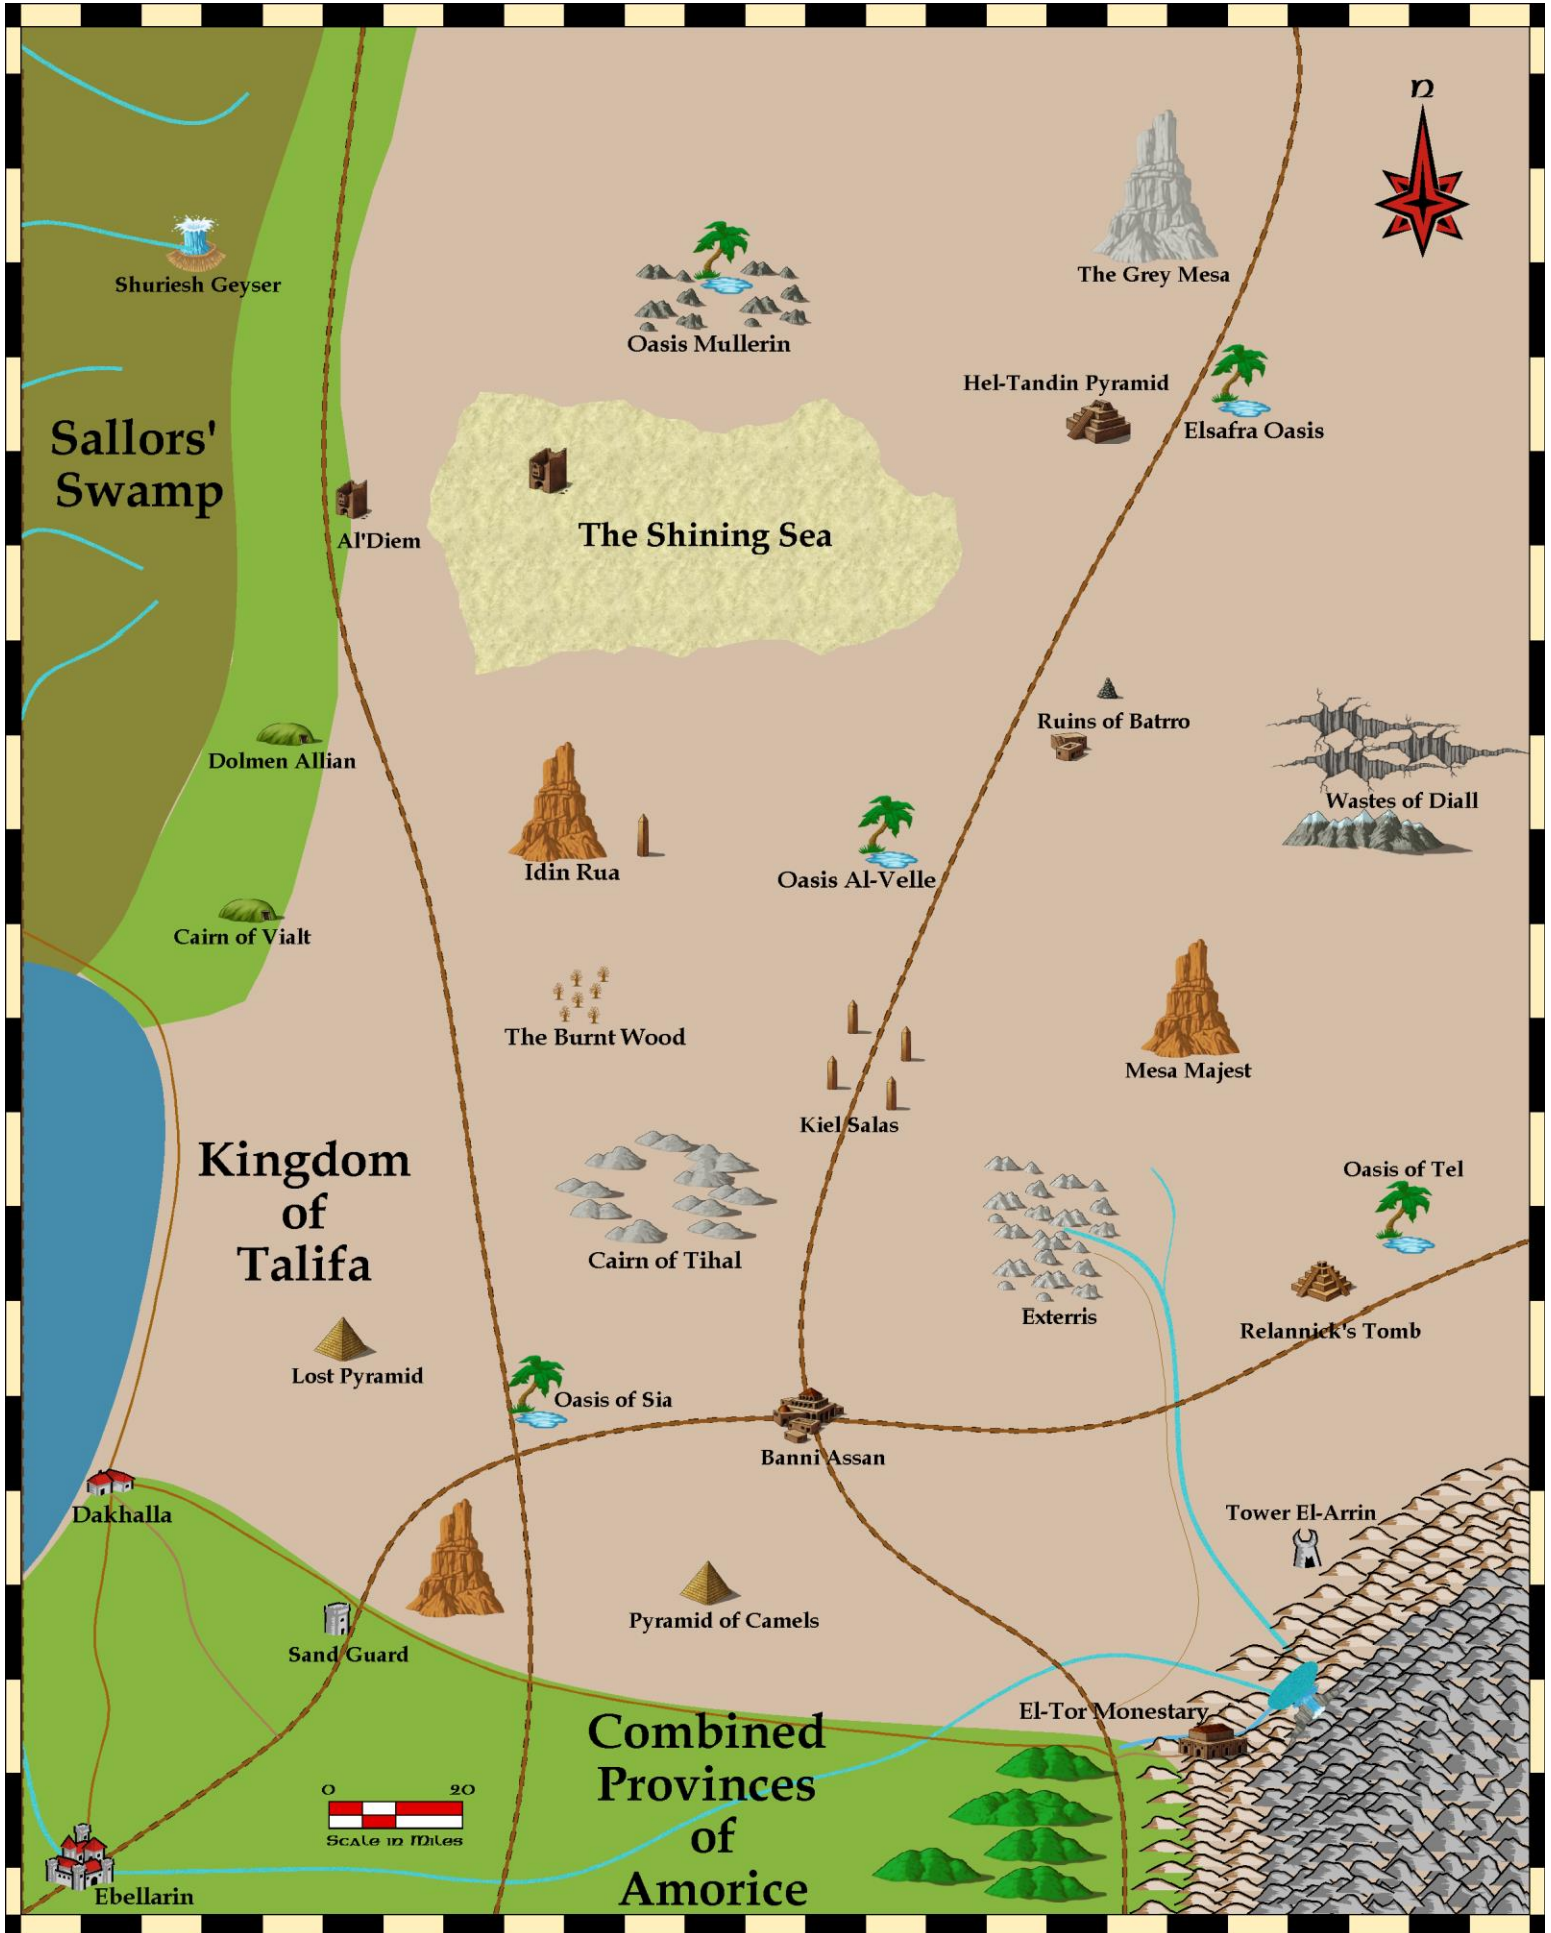 n
Shuriesh Geyser
The Grey Mesa
Oasis Mullerin
Hel-Tandin Pyramid
Elsafra Oasis
Sallors'
Swamp
Al'Diem
The Shining Sea
Ruins of Batrro
Dolmen Allian
Wastes of Diall
Idin Rua
Oasis Al-Velle
Cairn of Vialt
The Burnt Wood
Mesa Majest
Kiel Salas
Kingdom
of
Talifa
Oasis of Tel
Cairn of Tihal
Exterris
Relannick's Tomb
Lost Pyramid
Oasis of Sia
Banni Assan
Dakhalla
Tower El-Arrin
Pyramid of Camels
Sand Guard
El-Tor Monestary
Combined
Provinces
of
Amorice
0 20
Scale in Miles
Ebellarin